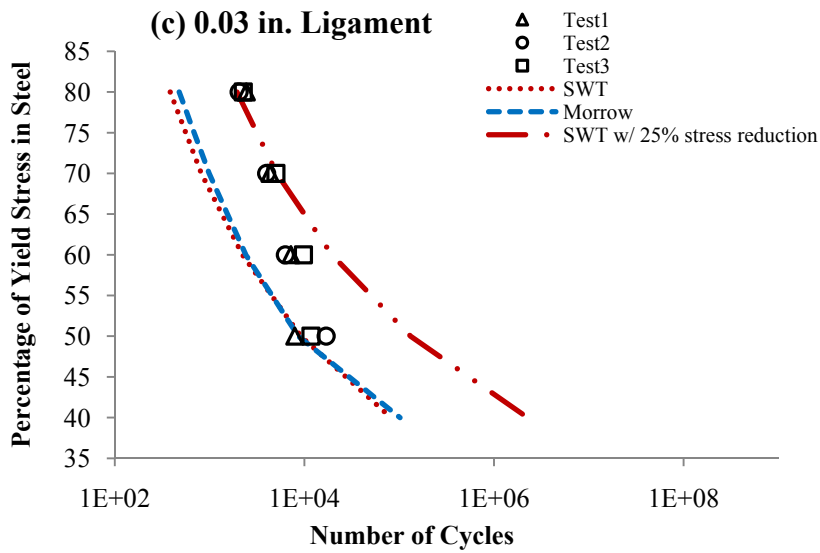 (c) 0.03 in. Ligament
Test1
Test2
Test3
SWT
Morrow
SWT w/ 25% stress reduction
Percentage of Yield Stress in Steel
85
80
75
70
65
60
55
50
45
40
35
1E+02
1E+04
1E+06
1E+08
Number of Cycles